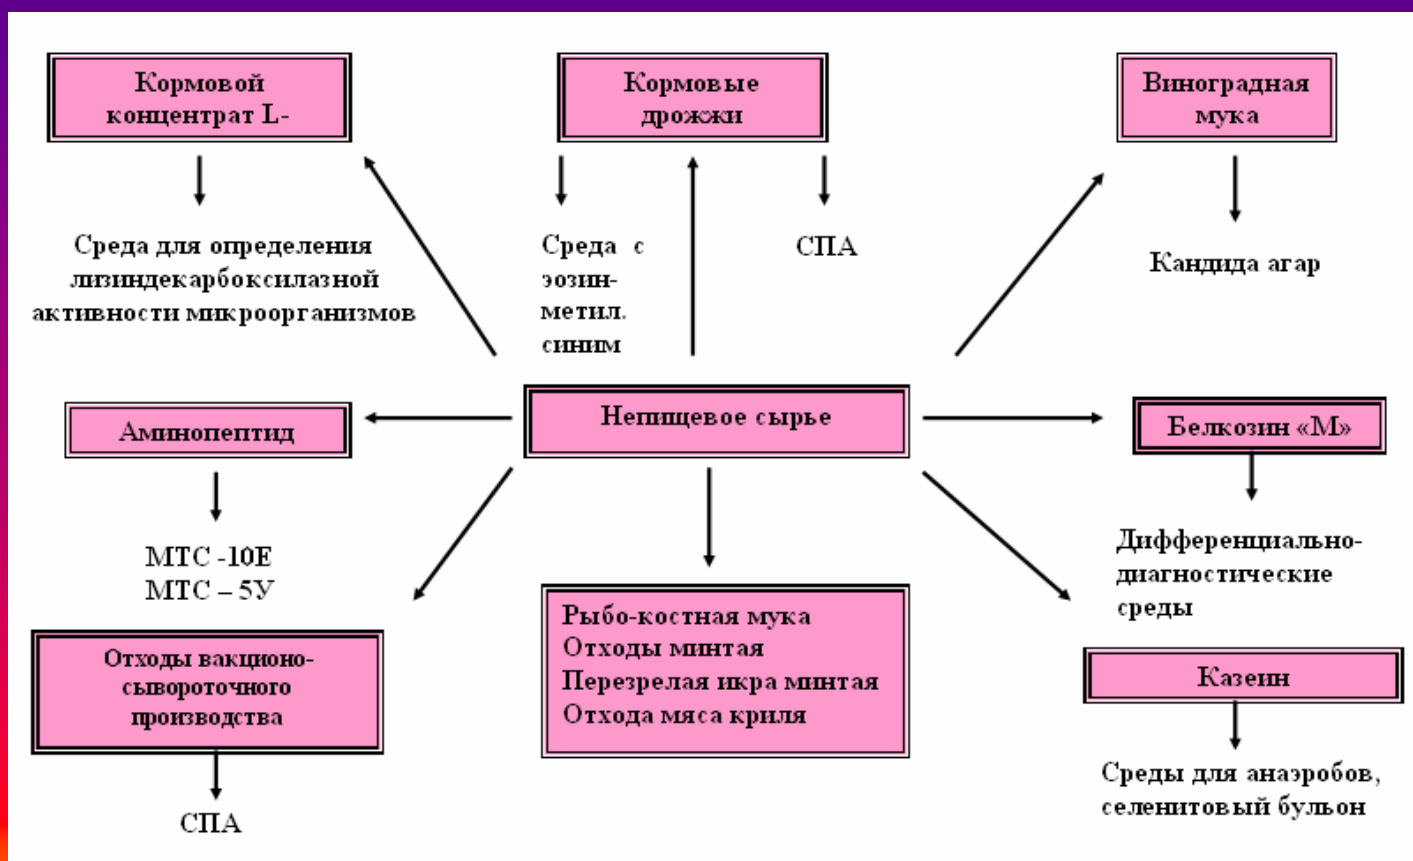 Кормовой
концентрат L-
Кормовые
дрожжи
Виноградная
мука
Среда для определения
лизиндекарбоксилазной
активности микроорганизмов
Среда с
эозин-
метил.
синим
СПА
Кандида агар
Аминопептид
Непищевое сырье
Белкозин «М»
МТС -10Е
МТС – 5У
Дифференциально-
диагностические
среды
Отходы вакционо-
сывороточного
производства
Рыбо-костная мука
Отходы минтая
Перезрелая икра минтая
Отхода мяса криля
Казеин
СПА
Среды для анаэробов,
селенитовый бульон